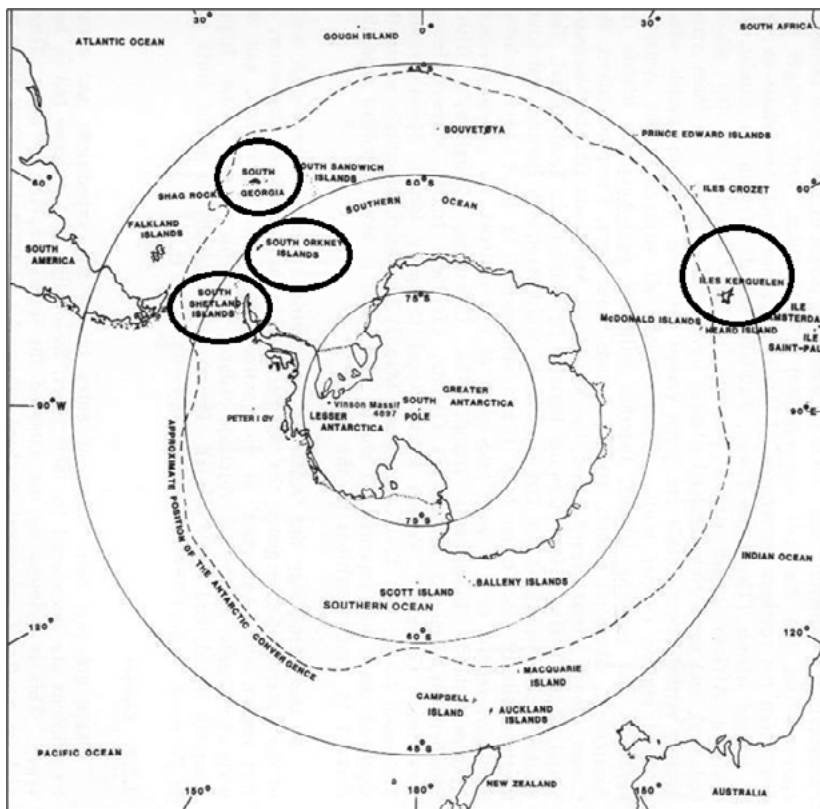 30°
0°
30°
SOUTH AFRICA
ATLANTIC OCEAN
GOUGH ISLAND
45°S
BOUVETØYA
PRINCE EDWARD ISLANDS
60°
SOUTH
GEORGIA
OUTH SANDWICH
ISLANDS
60°S
ILES CROZET
60°
SHAG ROCK
SOUTHERN OCEAN
FALKLAND
ISLANDS
SOUTH
AMERICA
SOUTH ORKNEY
ISLANDS
ILES KERGUELEN
SOUTH
SHETLAND
ISLANDS
75°S
ILE
AMSTERDA
McDONALD ISLANDS
HEARD ISLAND
ILE
SAINT-PAU
90°W
PETER I ØY
Vinson Massif
4897
LESSER
ANTARCTICA
SOUTH
POLE
GREATER
ANTARCTICA
90°E
APPROXIMATE POSITION OF THE ANTARCTIC CONVERGENCE
75°S
INDIAN OCEAN
SCOTT ISLAND
BALLENY ISLANDS
SOUTHERN OCEAN
120°
60°S
120°
MACQUARIE
ISLAND
CAMPBELL
ISLAND
AUCKLAND
ISLANDS
PACIFIC OCEAN
45°S
150°
180°
NEW ZEALAND
150°
AUSTRALIA